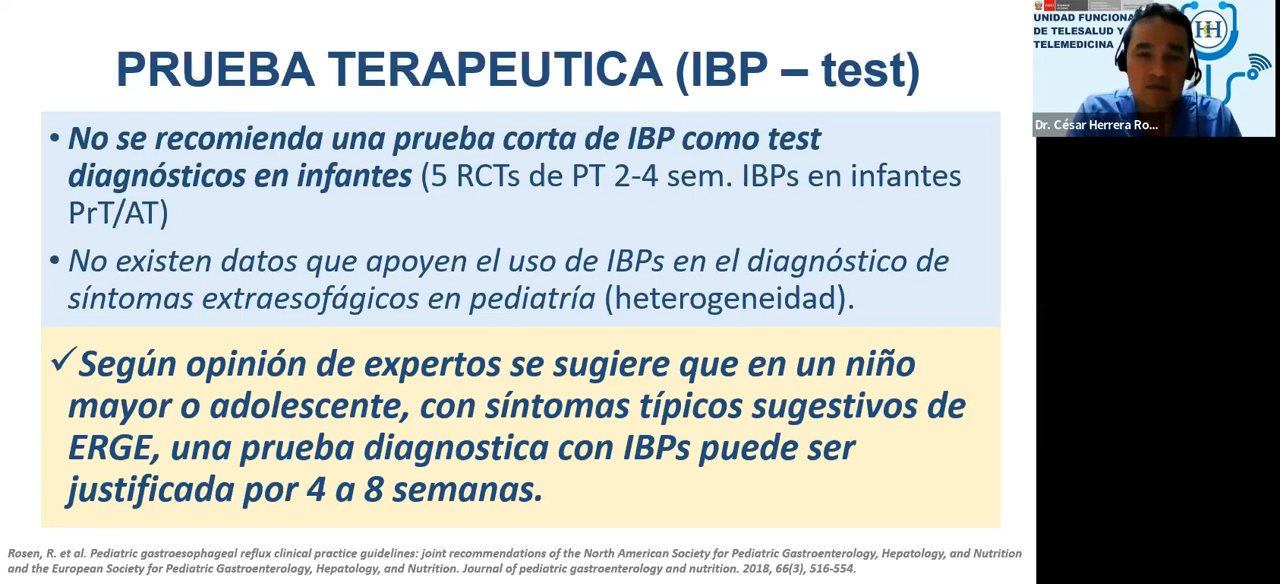 PRUEBA TERAPEUTICA (IBP – test)
• No se recomienda una prueba corta de IBP como test
diagnósticos en infantes (5 RCTs de PT 2-4 sem. IBPs en infantes
PrT/AT)
• No existen datos que apoyen el uso de IBPs en el diagnóstico de
síntomas extraesofágicos en pediatría (heterogeneidad).
✓Según opinión de expertos se sugiere que en un niño
mayor o adolescente, con síntomas típicos sugestivos de
ERGE, una prueba diagnostica con IBPs puede ser
justificada por 4 a 8 semanas.
Rosen, R. et al. Pediatric gastroesophageal reflux clinical practice guidelines: joint recommendations of the North American Society for Pediatric Gastroenterology, Hepatology, and Nutrition
and the European Society for Pediatric Gastroenterology, Hepatology, and Nutrition. Journal of pediatric gastroenterology and nutrition. 2018, 66(3), 516-554.
UNIDAD FUNCIONA
DE TELESALUD Y
TELEMEDICINA
HH
Dr. César Herrera Ro...